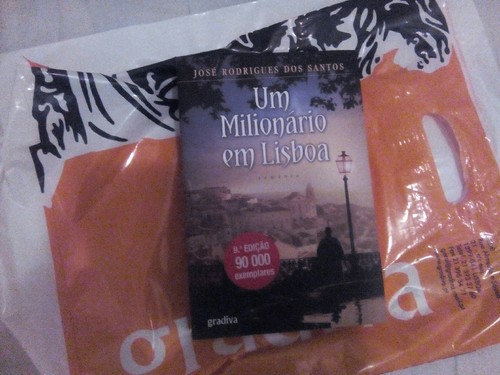 JOSÉ RODRIGUES DOS SANTOS
Um
Milionário
em Lisboa
romance
9.ª EDIÇÃO
90 000
exemplares
gradiva